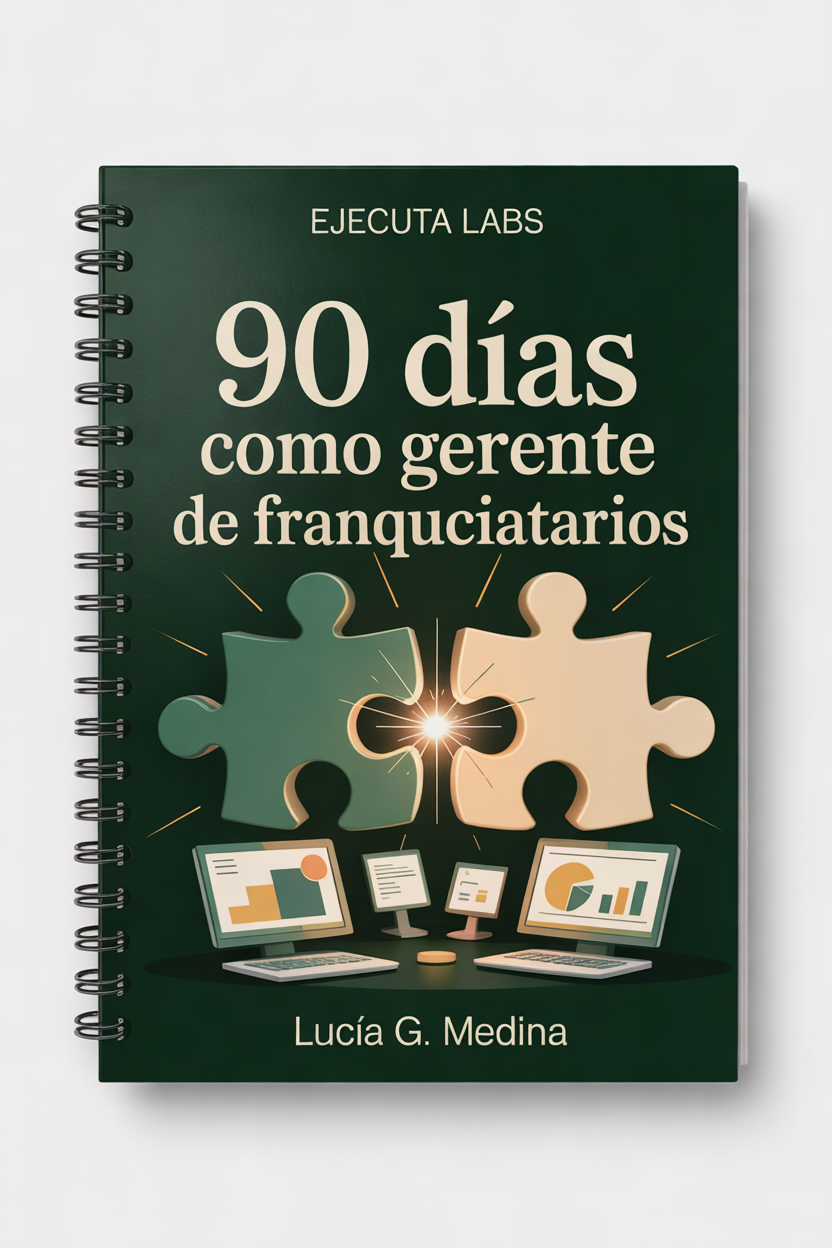 EJECUTA LABS
90 días
como gerente
de franquciatarios
Lucía G. Medina